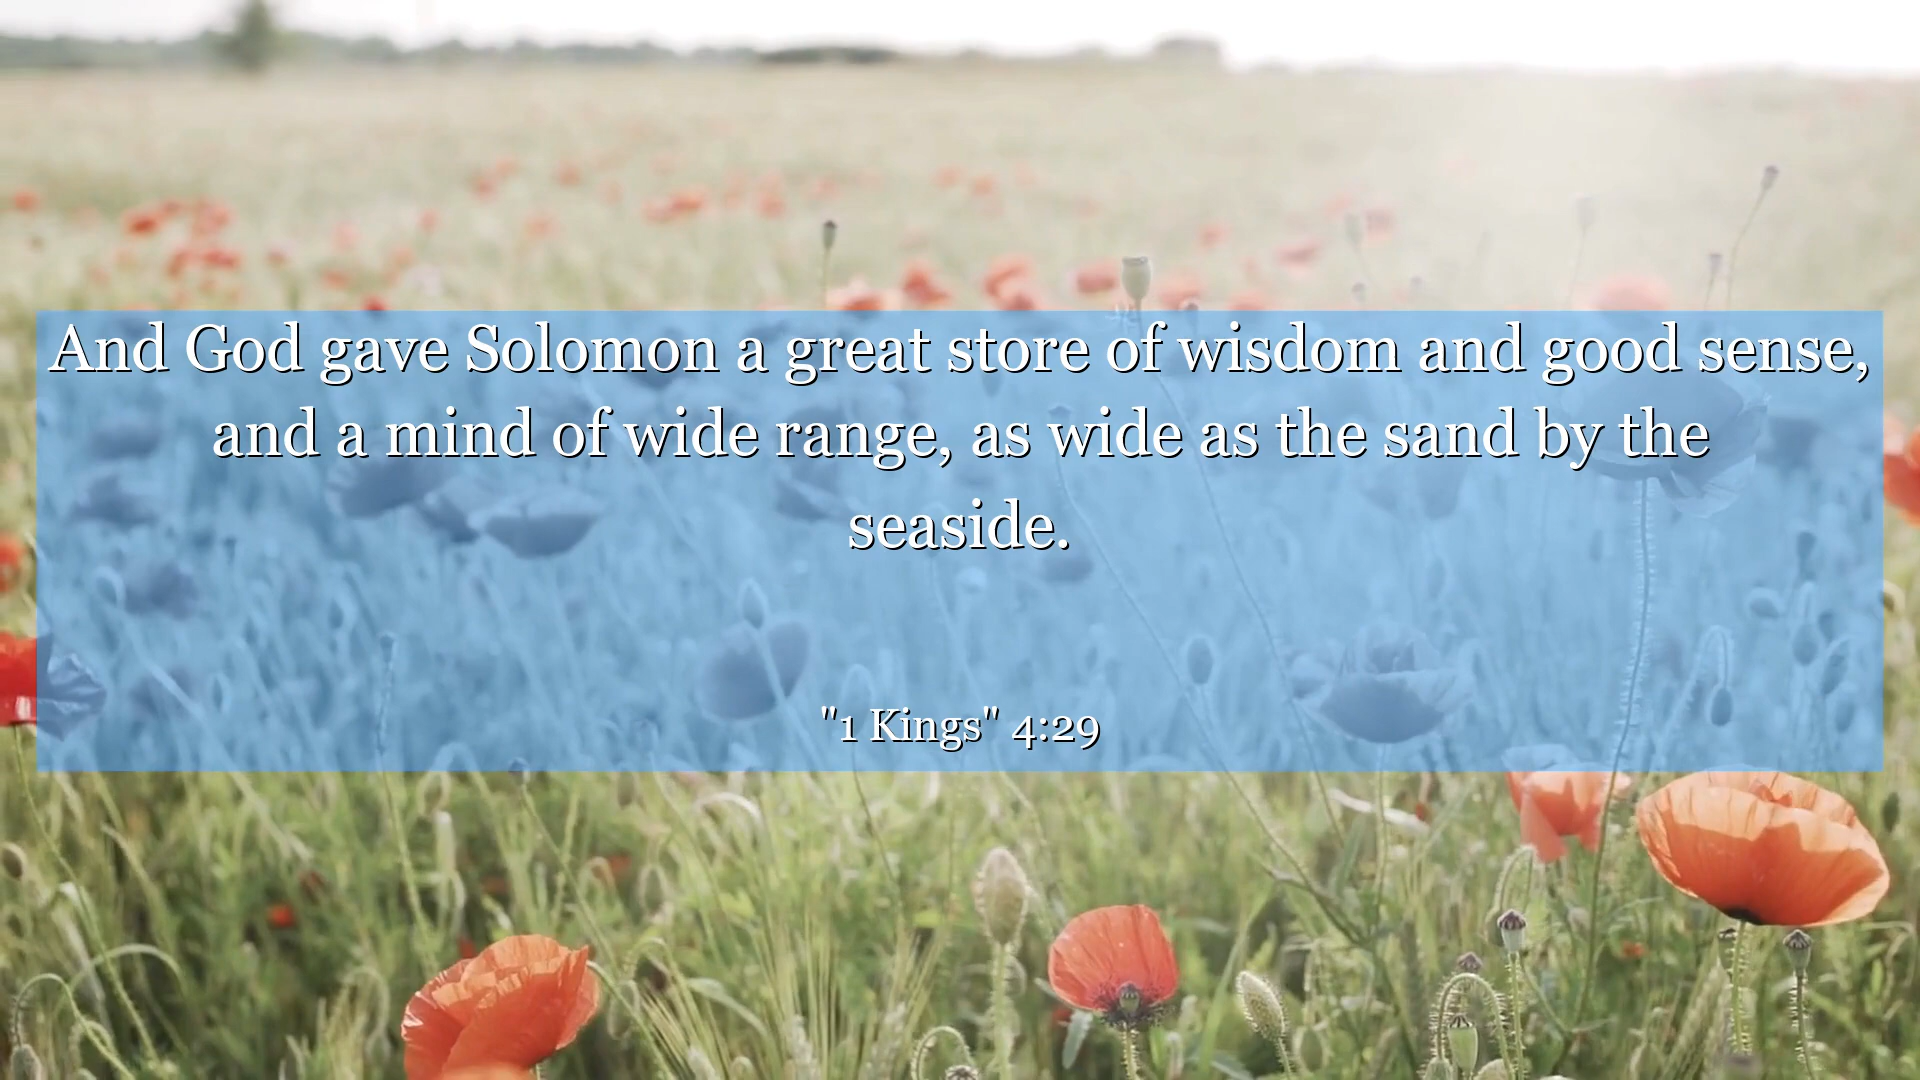 And God gave Solomon a great store of wisdom and good sense,
and a mind of wide range, as wide as the sand by the
seaside.
"1 Kings" 4:29